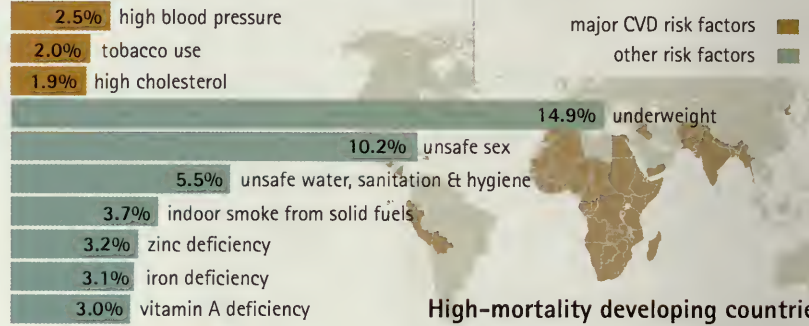 2.5% high blood pressure
major CVD risk factors
2.0% tobacco use
other risk factors
1.9% high cholesterol
14.9% underweight
10.2% unsafe sex
5.5% unsafe water, sanitation & hygiene
3.7% indoor smoke from solid fuels
3.2% zinc deficiency
3.1% iron deficiency
3.0% vitamin A deficiency
High-mortality developing countrie